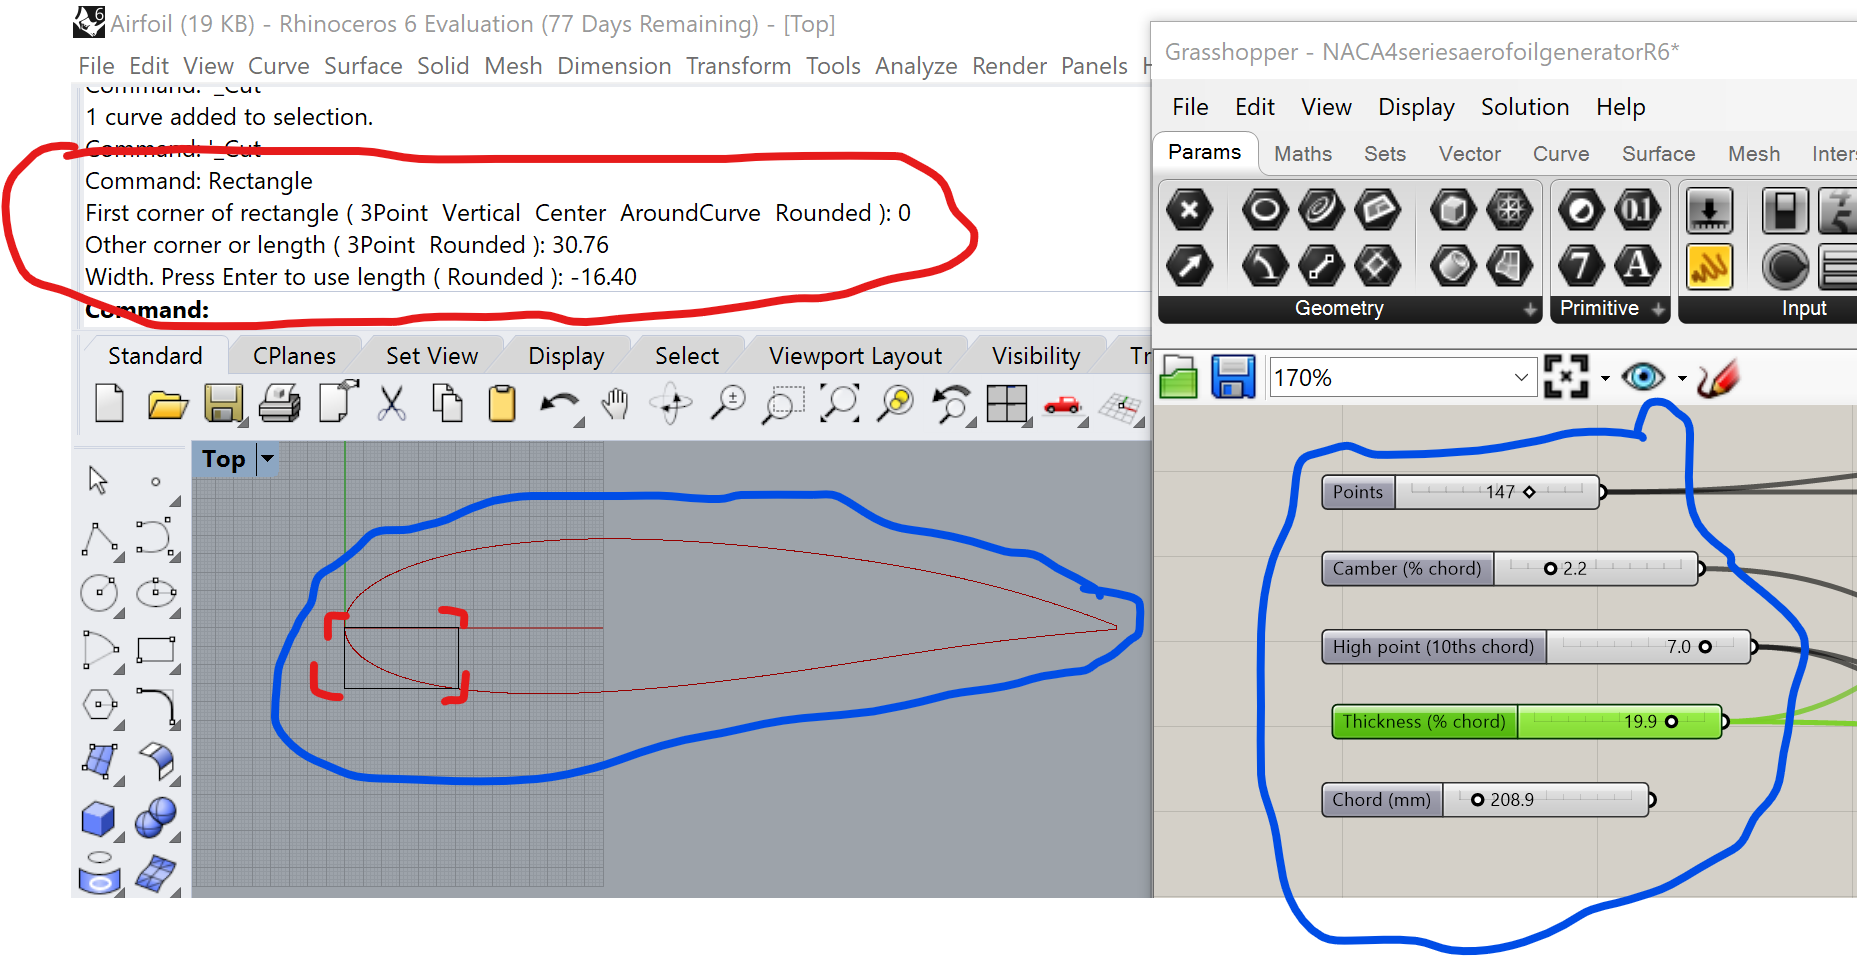 Airfoil (19 KB) - Rhinoceros 6 Evaluation (77 Days Remaining) - [Top]
File Edit View Curve Surface Solid Mesh Dimension Transform Tools Analyze Render Panels H
Command: '_Cut
1 curve added to selection.
Command: '_Cut
Command: Rectangle
First corner of rectangle ( 3Point Vertical Center AroundCurve Rounded ): 0
Other corner or length ( 3Point Rounded ): 30.76
Width. Press Enter to use length ( Rounded ): -16.40
Command:
Standard CPlanes Set View Display Select Viewport Layout Visibility Tr
Top
Grasshopper - NACA4seriesaerofoilgeneratorR6*
File Edit View Display Solution Help
Params Maths Sets Vector Curve Surface Mesh Inters
Geometry Primitive Input
170%
Points 147
Camber (% chord) 2.2
High point (10ths chord) 7.0
Thickness (% chord) 19.9
Chord (mm) 208.9